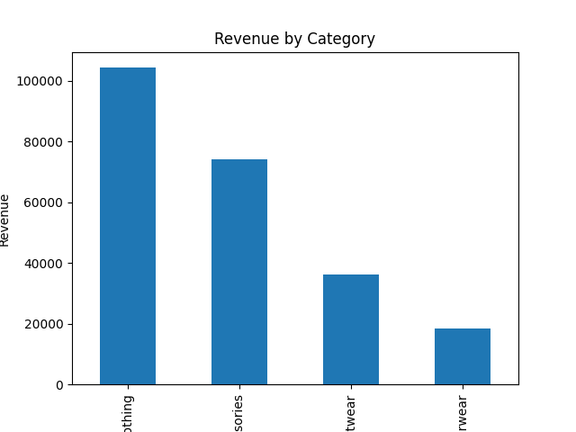 Revenue by Category
Revenue
100000
80000
60000
40000
20000
0
othing
sories
twear
rwear